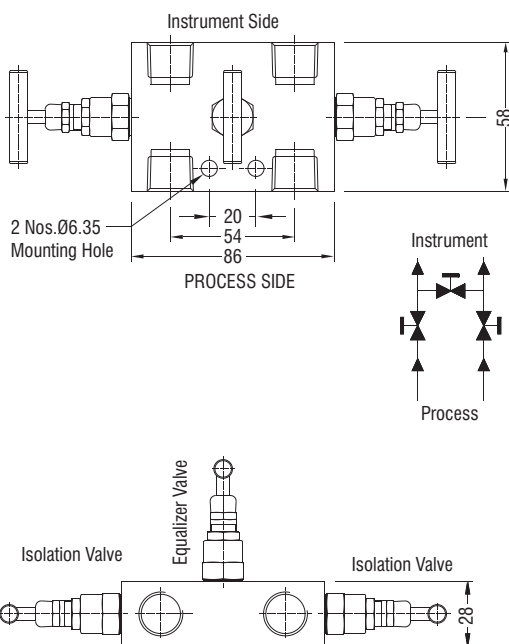 Instrument Side
58
2 Nos.Ø6.35
Mounting Hole
20
54
86
PROCESS SIDE
Instrument
Process
Equalizer Valve
Isolation Valve
Isolation Valve
28